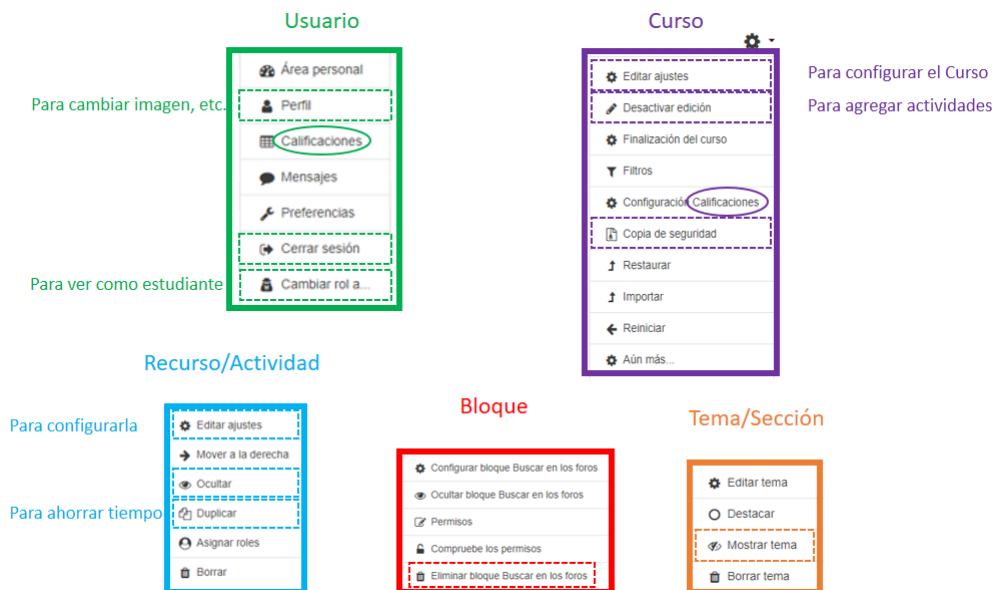 Usuario
Área personal
Para cambiar imagen, etc.
Perfil
Calificaciones
Mensajes
Preferencias
Cerrar sesión
Para ver como estudiante
Cambiar rol a...
Curso
Editar ajustes
Para configurar el Curso
Desactivar edición
Para agregar actividades
Finalización del curso
Filtros
Configuración Calificaciones
Copia de seguridad
Restaurar
Importar
Reiniciar
Aún más...
Recurso/Actividad
Para configurarla
Editar ajustes
Mover a la derecha
Ocultar
Para ahorrar tiempo
Duplicar
Asignar roles
Borrar
Bloque
Configurar bloque Buscar en los foros
Ocultar bloque Buscar en los foros
Permisos
Compruebe los permisos
Eliminar bloque Buscar en los foros
Tema/Sección
Editar tema
Destacar
Mostrar tema
Borrar tema